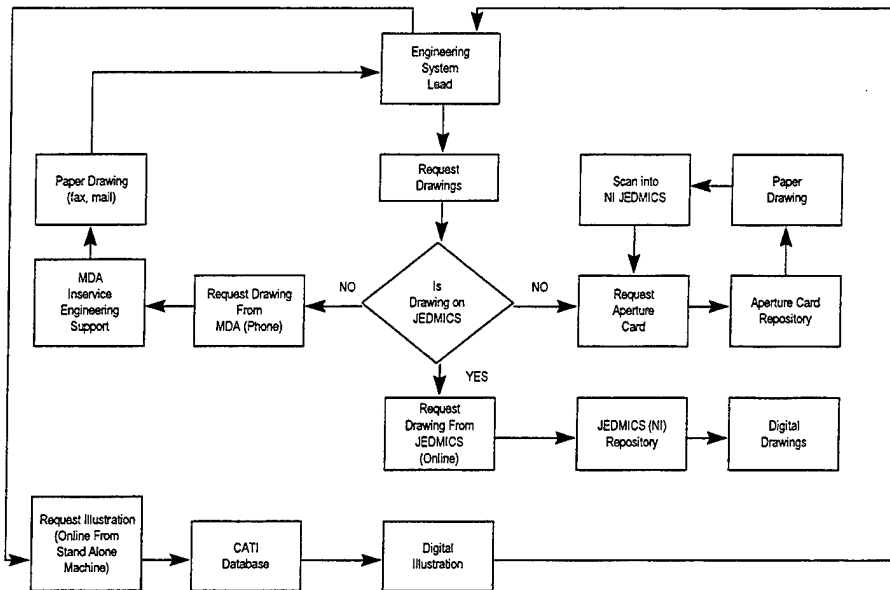 Engineering
System
Lead
Paper Drawing
(fax, mail)
Request
Drawings
Scan into
NI JEDMICS
Paper
Drawing
MDA
Inservice
Engineering
Support
NO
Request Drawing
From
MDA (Phone)
Is
Drawing on
JEDMICS
NO
Request
Aperture
Card
Aperture Card
Repository
YES
Request
Drawing From
JEDMICS
(Online)
JEDMICS (NI)
Repository
Digital
Drawings
Request Illustration
(Online From
Stand Alone
Machine)
CATI
Database
Digital
Illustration